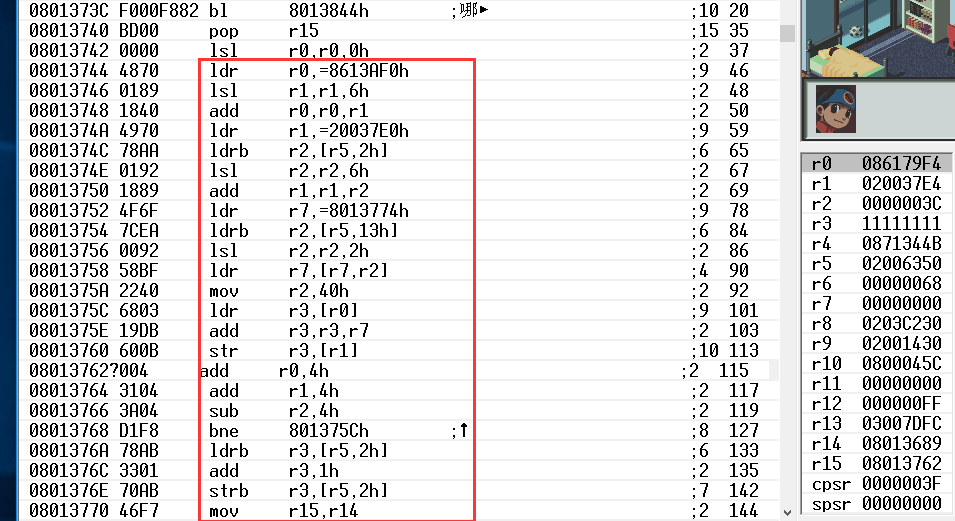 0801373C F000F882 bl 8013844h ;哪► ;10 20
08013740 BD00 pop r15 ;15 35
08013742 0000 lsl r0,r0,0h ;2 37
08013744 4870 ldr r0,=8613AF0h ;9 46
08013746 0189 lsl r1,r1,6h ;2 48
08013748 1840 add r0,r0,r1 ;2 50
0801374A 4970 ldr r1,=20037E0h ;9 59
0801374C 78AA ldrb r2,[r5,2h] ;6 65
0801374E 0192 lsl r2,r2,6h ;2 67
08013750 1889 add r1,r1,r2 ;2 69
08013752 4F6F ldr r7,=8013774h ;9 78
08013754 7CEA ldrb r2,[r5,13h] ;6 84
08013756 0092 lsl r2,r2,2h ;2 86
08013758 58BF ldr r7,[r7,r2] ;4 90
0801375A 2240 mov r2,40h ;2 92
0801375C 6803 ldr r3,[r0] ;9 101
0801375E 19DB add r3,r3,r7 ;2 103
08013760 600B str r3,[r1] ;10 113
08013762?004 add r0,4h ;2 115
08013764 3104 add r1,4h ;2 117
08013766 3A04 sub r2,4h ;2 119
08013768 D1F8 bne 801375Ch ;↑ ;8 127
0801376A 78AB ldrb r3,[r5,2h] ;6 133
0801376C 3301 add r3,1h ;2 135
0801376E 70AB strb r3,[r5,2h] ;7 142
08013770 46F7 mov r15,r14 ;2 144
r0 086179F4
r1 020037E4
r2 0000003C
r3 11111111
r4 0871344B
r5 02006350
r6 00000068
r7 00000000
r8 0203C230
r9 02001430
r10 0800045C
r11 00000000
r12 000000FF
r13 03007DFC
r14 08013689
r15 08013762
cpsr 0000003F
spsr 00000000